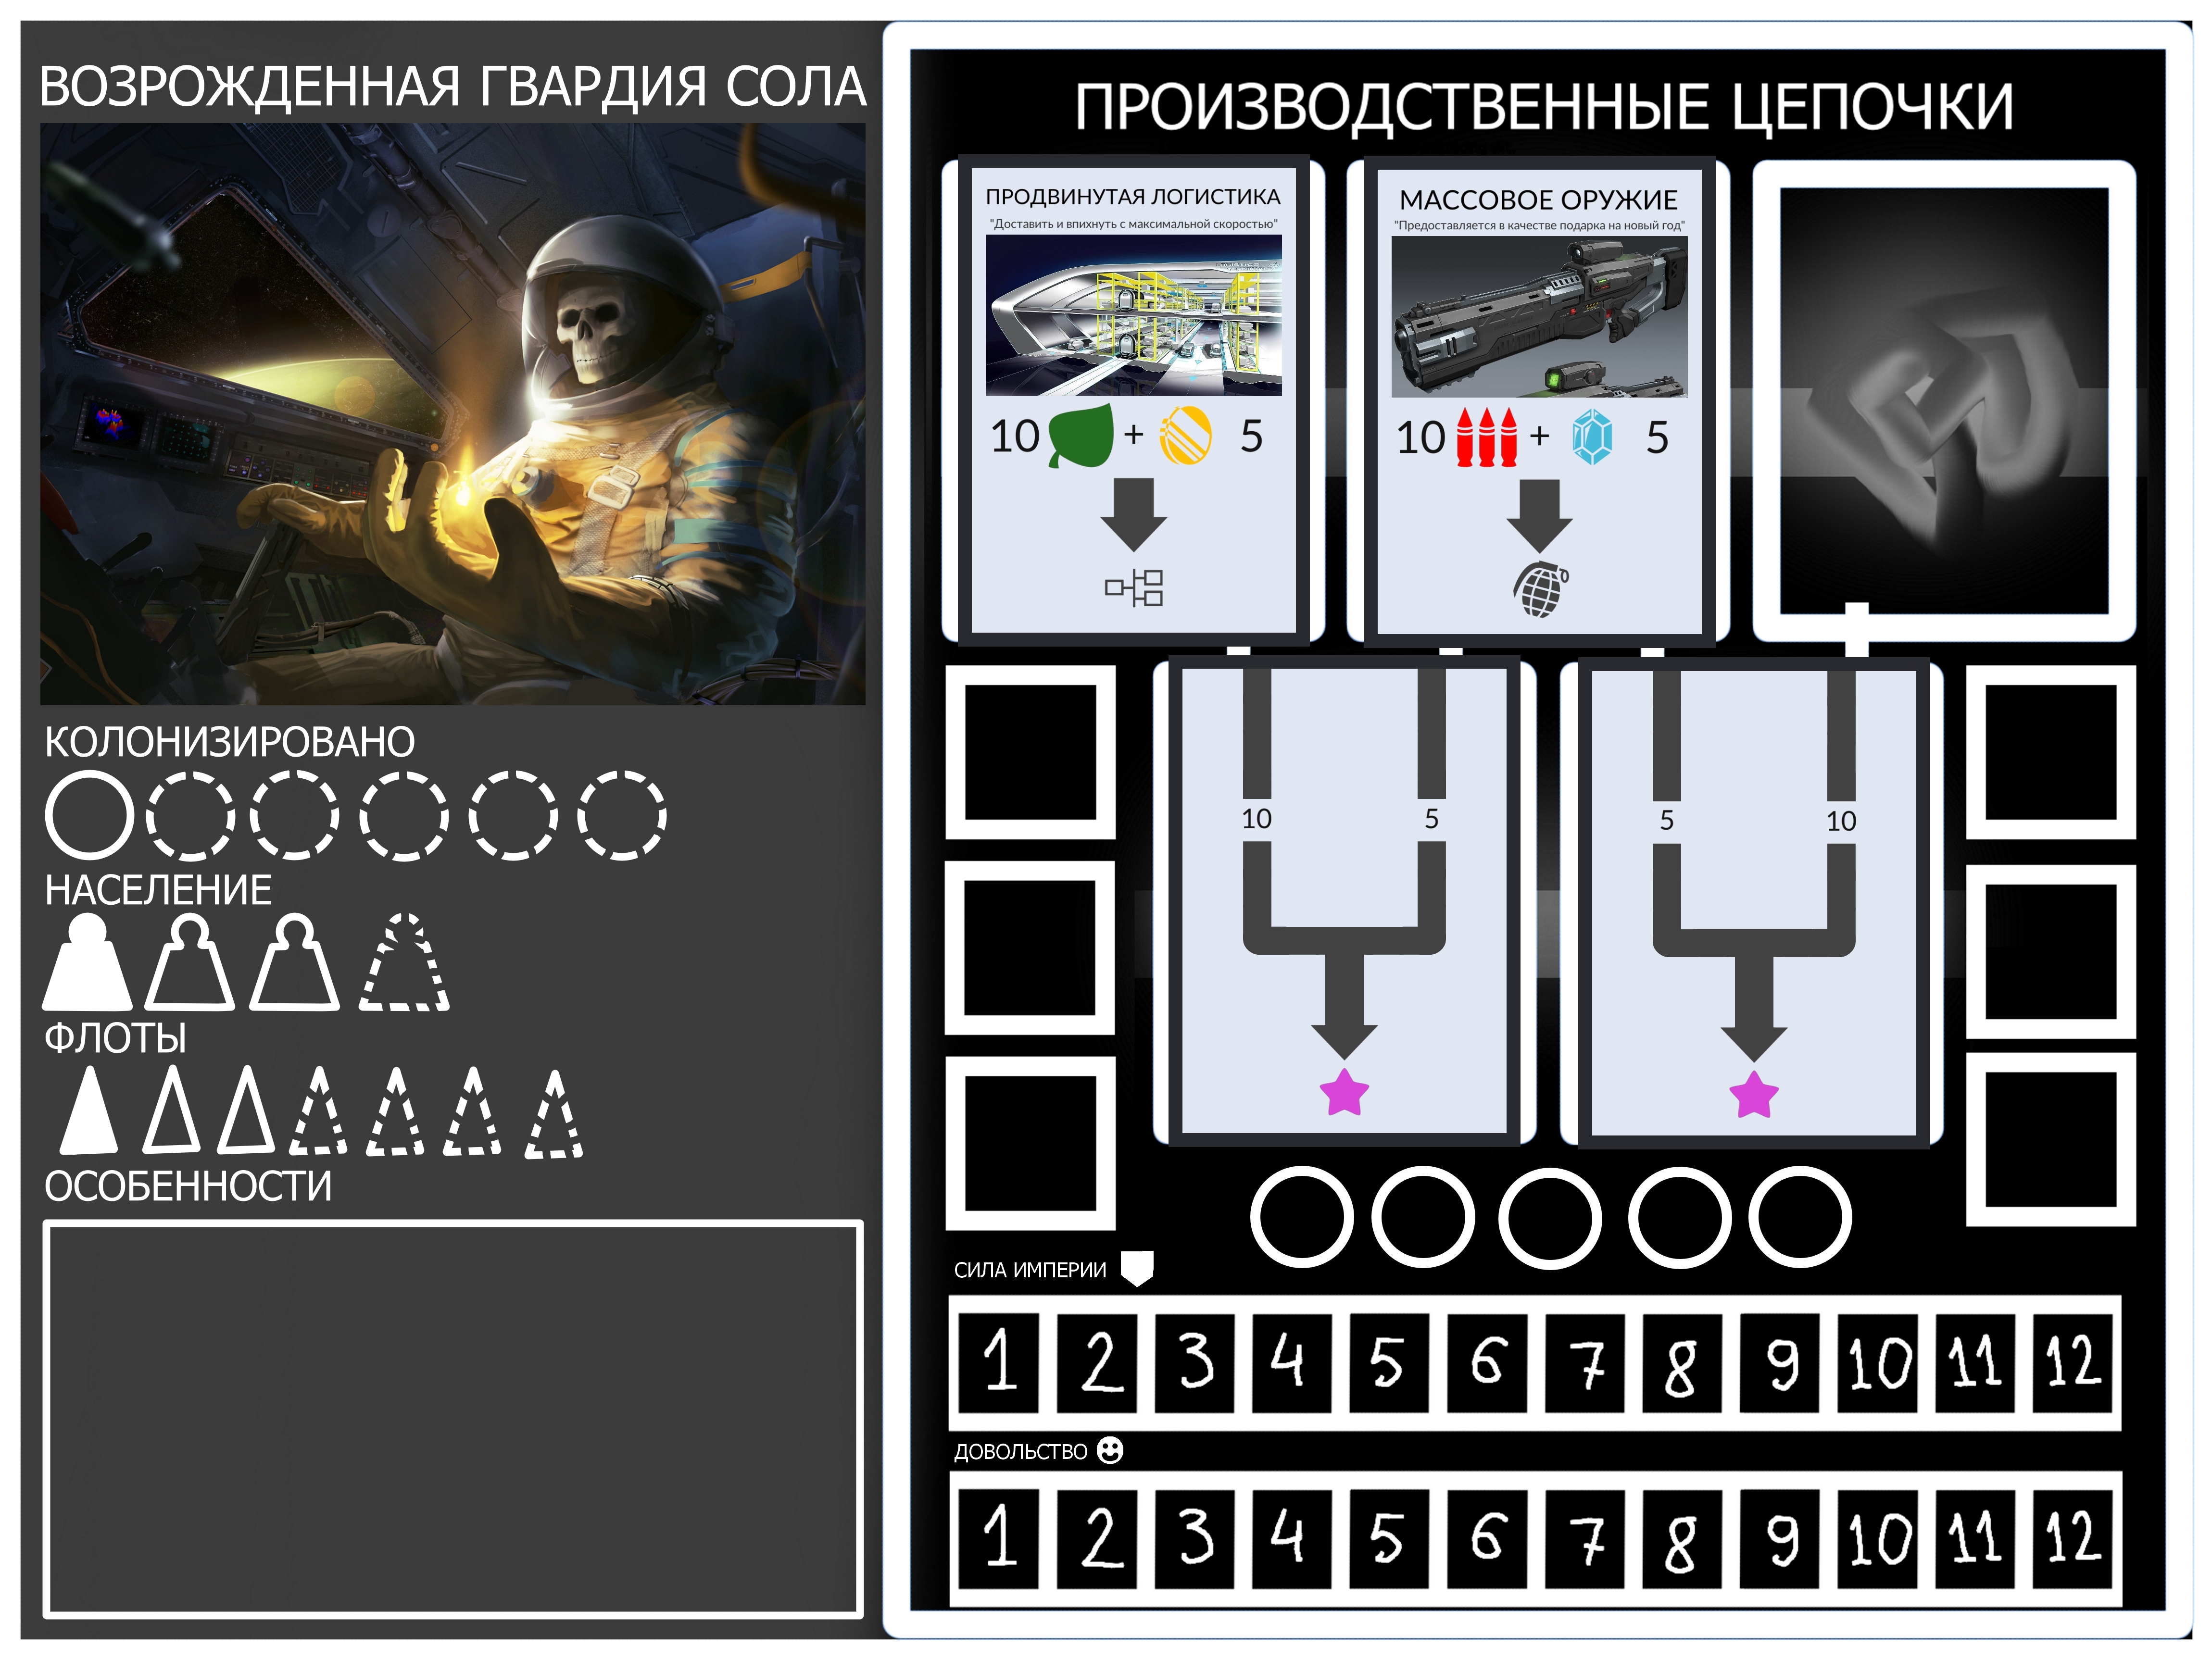 ВОЗРОЖДЕННАЯ ГВАРДИЯ СОЛА
КОЛОНИЗИРОВАНО
НАСЕЛЕНИЕ
ФЛОТЫ
ОСОБЕННОСТИ
ПРОИЗВОДСТВЕННЫЕ ЦЕПОЧКИ
ПРОДВИНУТАЯ ЛОГИСТИКА
"Доставить и впихнуть с максимальной скоростью"
10 + 5
МАССОВОЕ ОРУЖИЕ
"Предоставляется в качестве подарка на новый год"
10 + 5
10 5
5 10
СИЛА ИМПЕРИИ
1 2 3 4 5 6 7 8 9 10 11 12
ДОВОЛЬСТВО
1 2 3 4 5 6 7 8 9 10 11 12